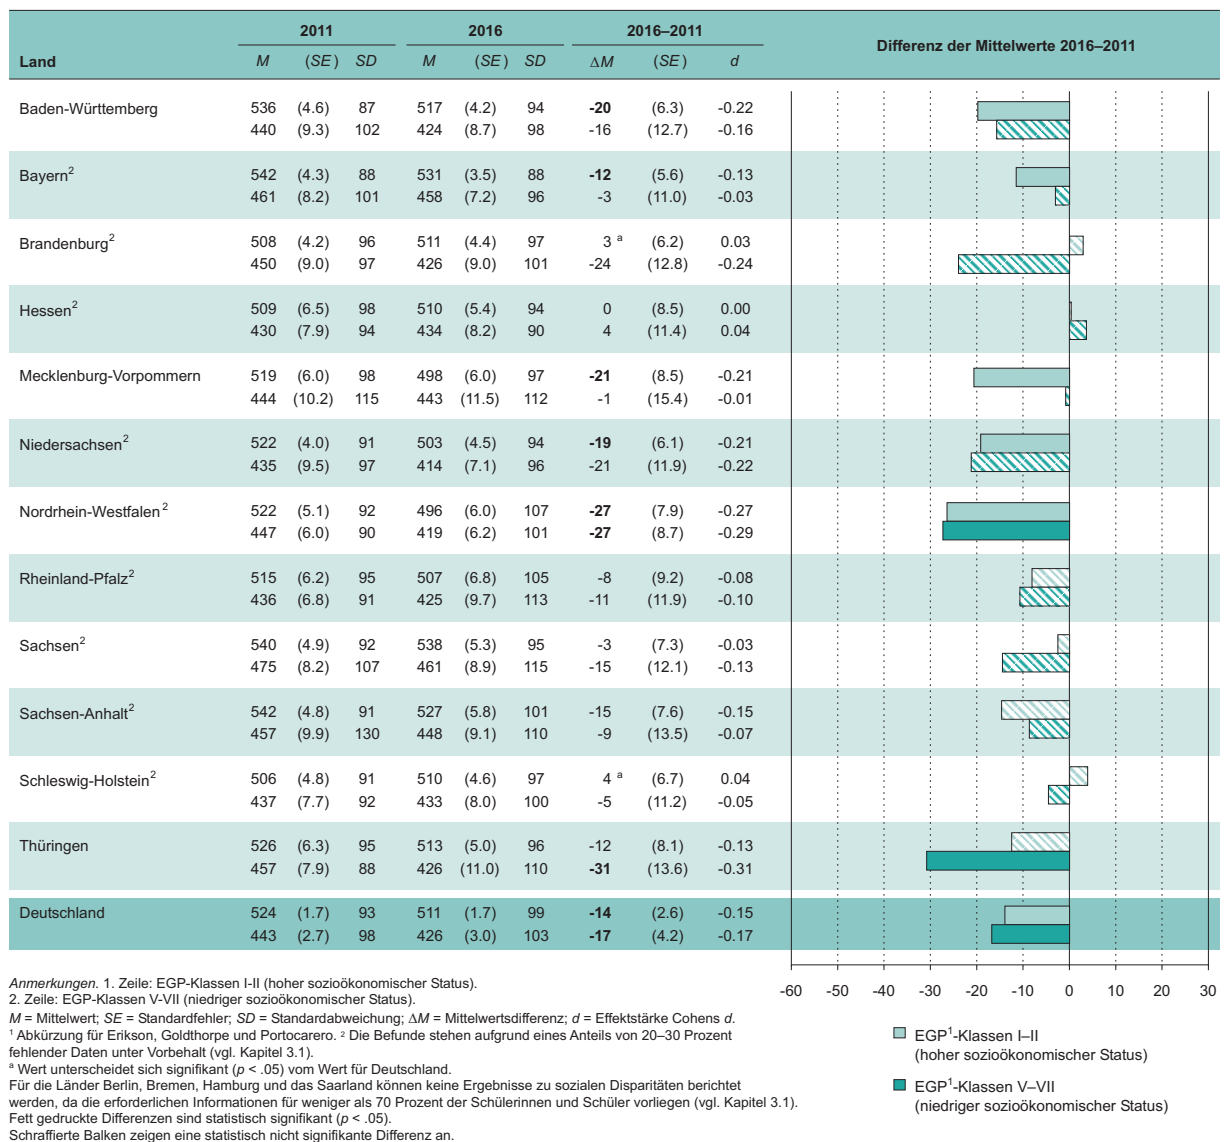 2011 2016 2016–2011 Differenz der Mittelwerte 2016–2011
Land M (SE) SD M (SE) SD ΔM (SE) d
Baden-Württemberg 536 (4.6) 87 517 (4.2) 94 -20 (6.3) -0.22
440 (9.3) 102 424 (8.7) 98 -16 (12.7) -0.16
Bayern² 542 (4.3) 88 531 (3.5) 88 -12 (5.6) -0.13
461 (8.2) 101 458 (7.2) 96 -3 (11.0) -0.03
Brandenburg² 508 (4.2) 96 511 (4.4) 97 3 ª (6.2) 0.03
450 (9.0) 97 426 (9.0) 101 -24 (12.8) -0.24
Hessen² 509 (6.5) 98 510 (5.4) 94 0 (8.5) 0.00
430 (7.9) 94 434 (8.2) 90 4 (11.4) 0.04
Mecklenburg-Vorpommern 519 (6.0) 98 498 (6.0) 97 -21 (8.5) -0.21
444 (10.2) 115 443 (11.5) 112 -1 (15.4) -0.01
Niedersachsen² 522 (4.0) 91 503 (4.5) 94 -19 (6.1) -0.21
435 (9.5) 97 414 (7.1) 96 -21 (11.9) -0.22
Nordrhein-Westfalen² 522 (5.1) 92 496 (6.0) 107 -27 (7.9) -0.27
447 (6.0) 90 419 (6.2) 101 -27 (8.7) -0.29
Rheinland-Pfalz² 515 (6.2) 95 507 (6.8) 105 -8 (9.2) -0.08
436 (6.8) 91 425 (9.7) 113 -11 (11.9) -0.10
Sachsen² 540 (4.9) 92 538 (5.3) 95 -3 (7.3) -0.03
475 (8.2) 107 461 (8.9) 115 -15 (12.1) -0.13
Sachsen-Anhalt² 542 (4.8) 91 527 (5.8) 101 -15 (7.6) -0.15
457 (9.9) 130 448 (9.1) 110 -9 (13.5) -0.07
Schleswig-Holstein² 506 (4.8) 91 510 (4.6) 97 4 ª (6.7) 0.04
437 (7.7) 92 433 (8.0) 100 -5 (11.2) -0.05
Thüringen 526 (6.3) 95 513 (5.0) 96 -12 (8.1) -0.13
457 (7.9) 88 426 (11.0) 110 -31 (13.6) -0.31
Deutschland 524 (1.7) 93 511 (1.7) 99 -14 (2.6) -0.15
443 (2.7) 98 426 (3.0) 103 -17 (4.2) -0.17
-60 -50 -40 -30 -20 -10 0 10 20 30
Anmerkungen. 1. Zeile: EGP-Klassen I-II (hoher sozioökonomischer Status).
2. Zeile: EGP-Klassen V-VII (niedriger sozioökonomischer Status).
M = Mittelwert; SE = Standardfehler; SD = Standardabweichung; ΔM = Mittelwertsdifferenz; d = Effektstärke Cohens d.
¹ Abkürzung für Erikson, Goldthorpe und Portocarero. ² Die Befunde stehen aufgrund eines Anteils von 20–30 Prozent
fehlender Daten unter Vorbehalt (vgl. Kapitel 3.1).
ª Wert unterscheidet sich signifikant (p < .05) vom Wert für Deutschland.
Für die Länder Berlin, Bremen, Hamburg und das Saarland können keine Ergebnisse zu sozialen Disparitäten berichtet
werden, da die erforderlichen Informationen für weniger als 70 Prozent der Schülerinnen und Schüler vorliegen (vgl. Kapitel 3.1).
Fett gedruckte Differenzen sind statistisch signifikant (p < .05).
Schraffierte Balken zeigen eine statistisch nicht signifikante Differenz an.
EGP¹-Klassen I–II
(hoher sozioökonomischer Status)
EGP¹-Klassen V–VII
(niedriger sozioökonomischer Status)